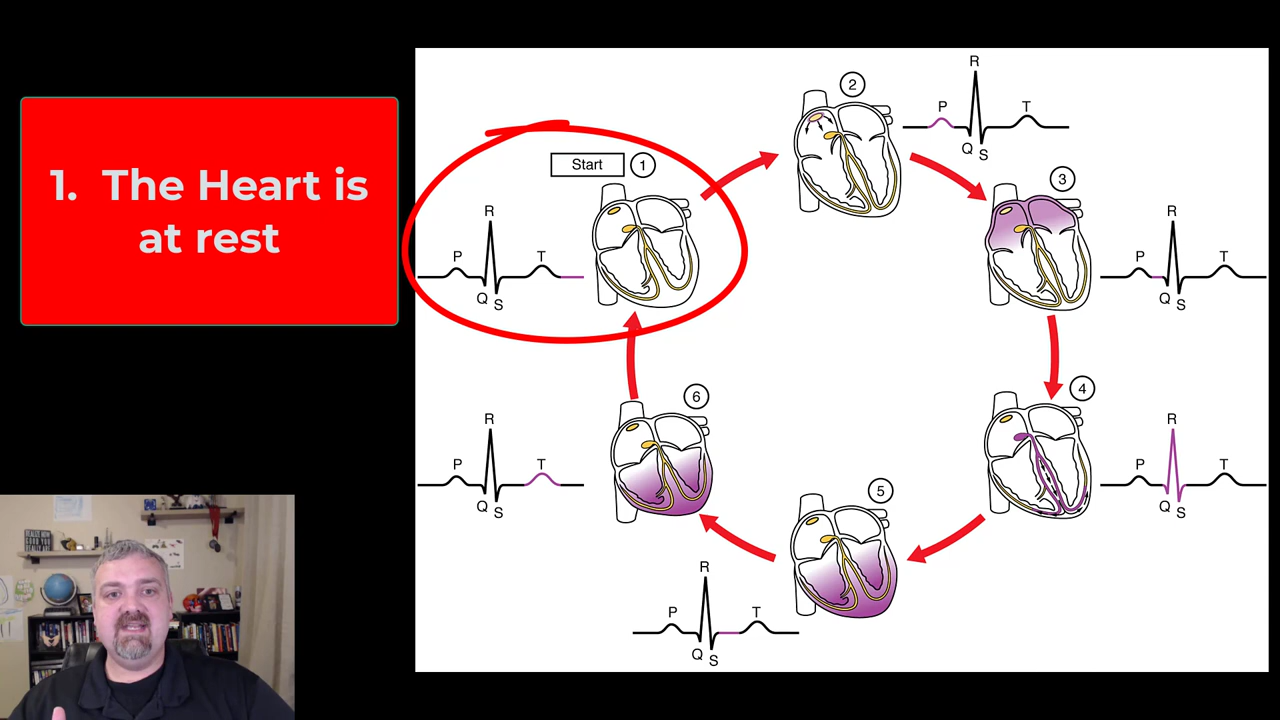 1. The Heart is
at rest
Start 1
P R Q S T
2
P R Q S T
3
P R Q S T
4
P R Q S T
5
P R Q S T
6
P R Q S T